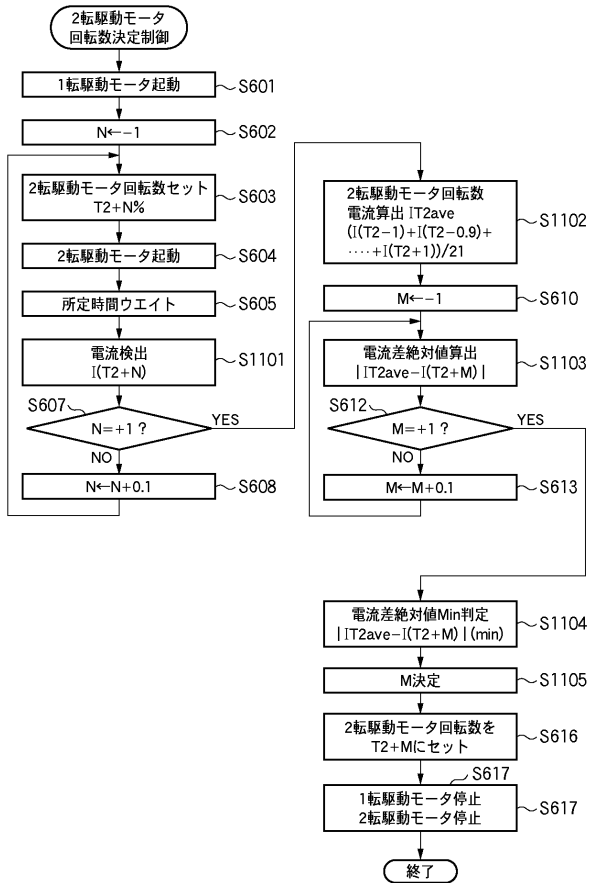 2転駆動モータ
回転数決定制御
1転駆動モータ起動
S601
N←−1
S602
2転駆動モータ回転数セット
T2+N%
S603
2転駆動モータ起動
S604
所定時間ウエイト
S605
電流検出
I(T2+N)
S1101
S607
N=+1 ?
YES
NO
N←N+0.1
S608
2転駆動モータ回転数
電流算出 IT2ave
(I(T2−1)+I(T2−0.9)+
‥‥+I(T2+1))/21
S1102
M←−1
S610
電流差絶対値算出
|IT2ave−I(T2+M)|
S1103
S612
M=+1 ?
YES
NO
M←M+0.1
S613
電流差絶対値Min判定
|IT2ave−I(T2+M)|(min)
S1104
M決定
S1105
2転駆動モータ回転数を
T2+Mにセット
S616
S617
1転駆動モータ停止
2転駆動モータ停止
S617
終了